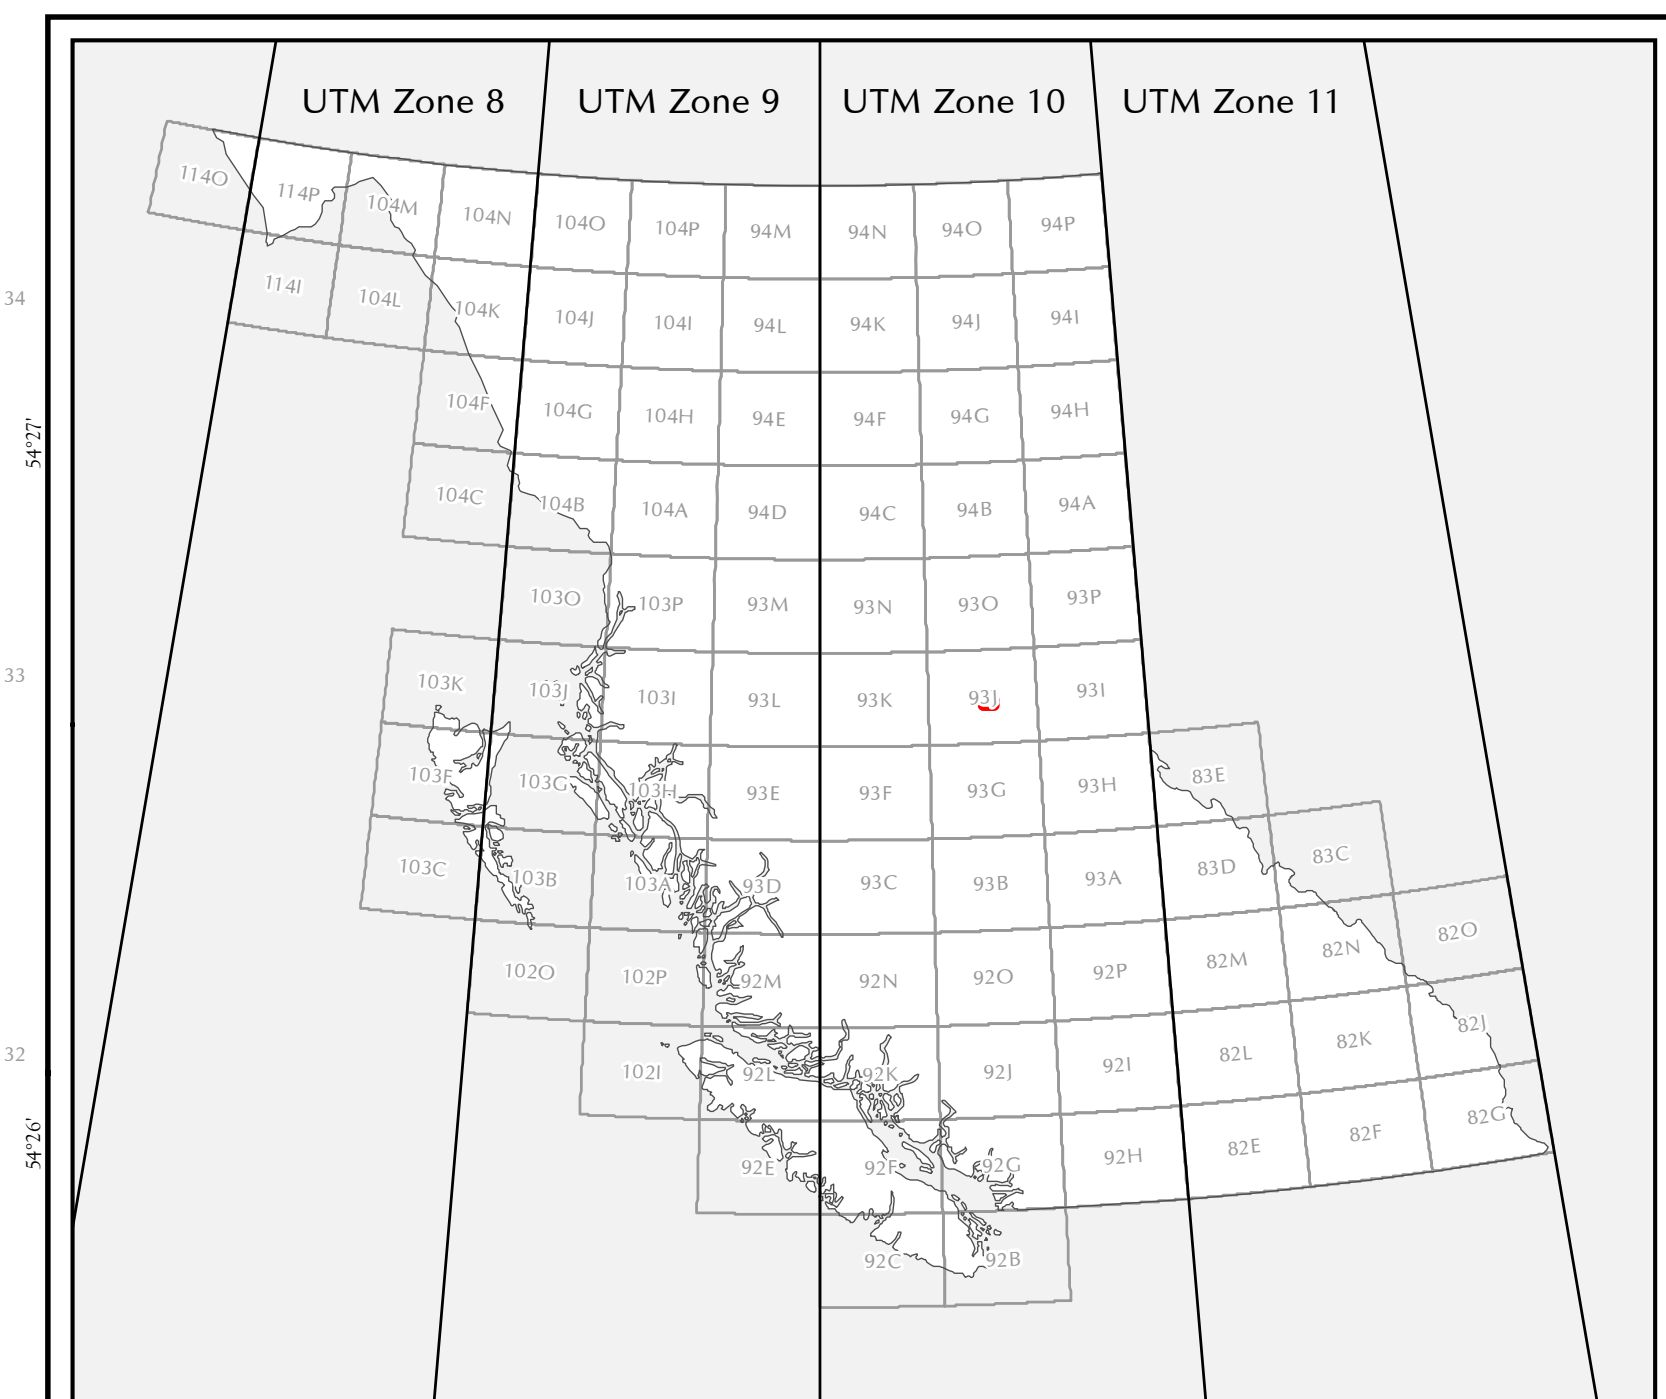 UTM Zone 8 UTM Zone 9 UTM Zone 10 UTM Zone 11
114O 114P 104M 104N 104O 104P 94M 94N 94O 94P
34 114I 104L 104K 104J 104I 94L 94K 94J 94I
54°27' 104F 104G 104H 94E 94F 94G 94H
104C 104B 104A 94D 94C 94B 94A
103O 103P 93M 93N 93O 93P
33 103K 103J 103I 93L 93K 93J 93I
103F 103G 103H 93E 93F 93G 93H 83E
103C 103B 103A 93D 93C 93B 93A 83D 83C
102O 102P 92M 92N 92O 92P 82M 82N 82O
32 102I 92L 92K 92J 92I 82L 82K 82J
54°26' 92E 92F 92G 92H 82E 82F 82G
92C 92B